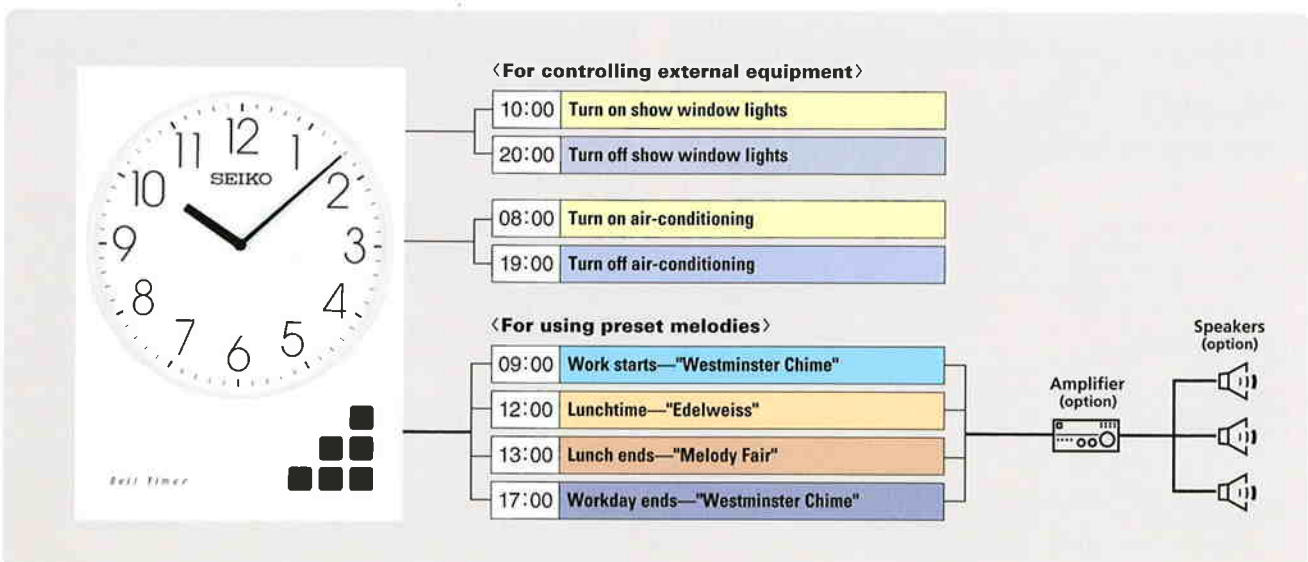 12
11
1
SEIKO
10
2
9
3
8
4
7
5
6
Bell Timer
〈For controlling external equipment〉
10:00 Turn on show window lights
20:00 Turn off show window lights
08:00 Turn on air-conditioning
19:00 Turn off air-conditioning
〈For using preset melodies〉
09:00 Work starts—"Westminster Chime"
12:00 Lunchtime—"Edelweiss"
13:00 Lunch ends—"Melody Fair"
17:00 Workday ends—"Westminster Chime"
Amplifier
(option)
Speakers
(option)